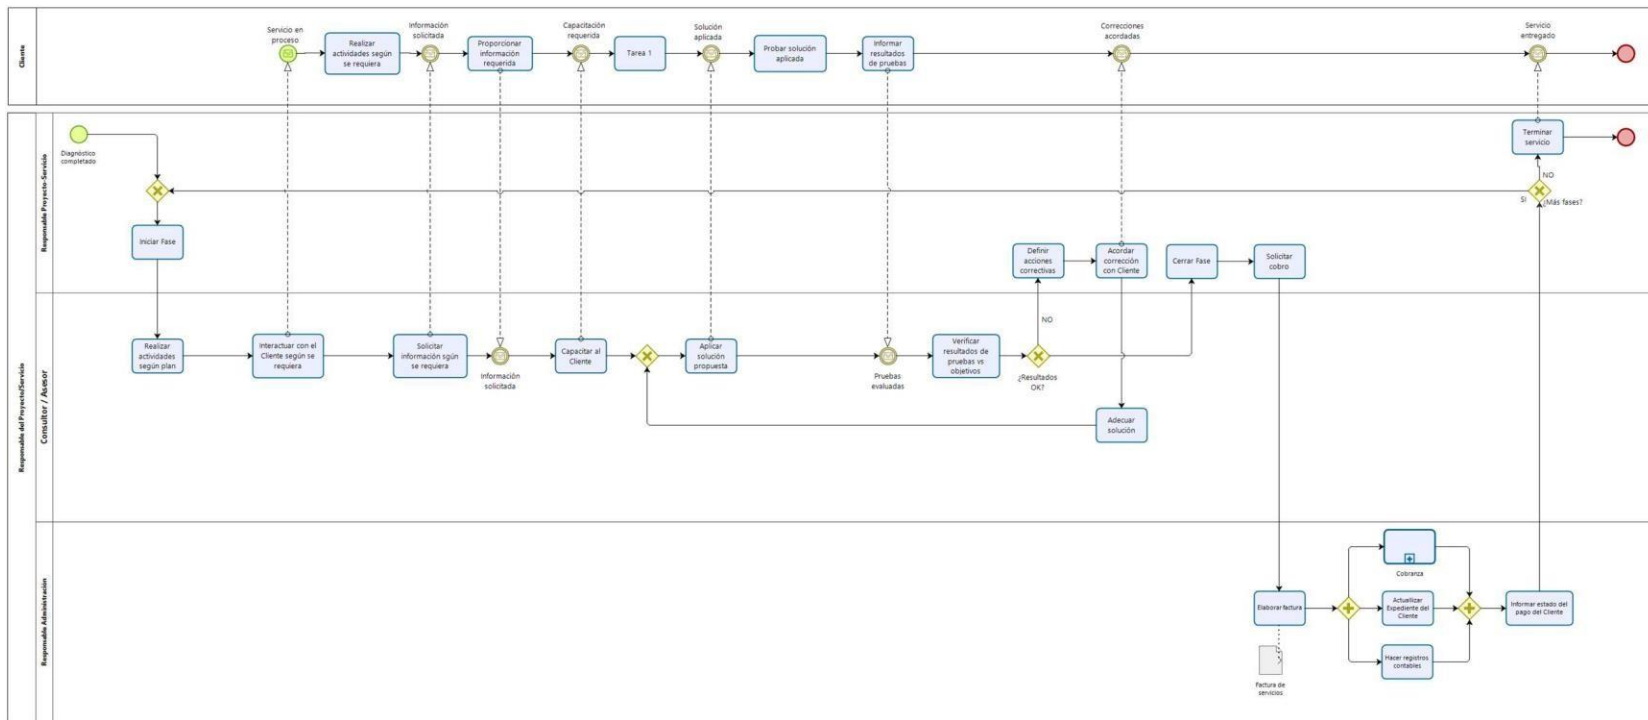 Cliente
Servicio en
proceso
Realizar
actividades según
se requiera
Información
solicitada
Proporcionar
información
requerida
Capacitación
requerida
Tarea 1
Solución
aplicada
Probar solución
aplicada
Informar
resultados
de pruebas
Correcciones
acordadas
Servicio
entregado
Responsable del Proyecto/Servicio
Responsable Proyecto-Servicio
Diagnóstico
completado
Iniciar Fase
Definir
acciones
correctivas
Acordar
corrección
con Cliente
Cerrar Fase
Solicitar
cobro
Terminar
servicio
NO
SI
¿Más fases?
Consultor / Asesor
Realizar
actividades
según plan
Interactuar con el
Cliente según se
requiera
Solicitar
información sgún
se requiera
Información
solicitada
Capacitar al
Cliente
Aplicar
solución
propuesta
Pruebas
evaluadas
Verificar
resultados de
pruebas vs
objetivos
NO
¿Resultados
OK?
Adecuar
solución
Responsable Administración
Elaborar factura
Factura de
servicios
Cobranza
Actuallizar
Expediente del
Cliente
Hacer registros
contables
Informar estado del
pago del Cliente